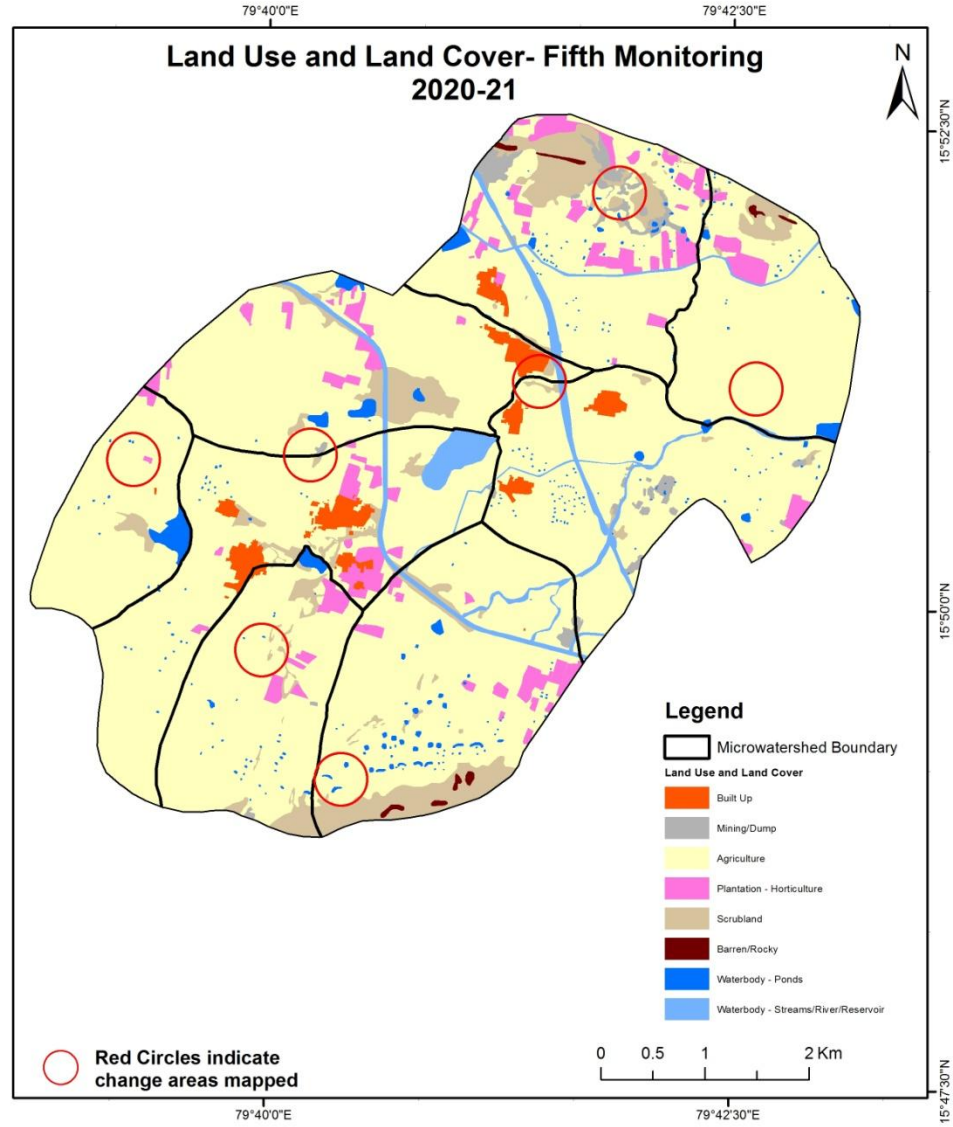 79°40'0"E
79°42'30"E
Land Use and Land Cover- Fifth Monitoring
2020-21
N
15°52'30"N
15°50'0"N
Legend
Microwatershed Boundary
Land Use and Land Cover
Built Up
Mining/Dump
Agriculture
Plantation - Horticulture
Scrubland
Barren/Rocky
Waterbody - Ponds
Waterbody - Streams/River/Reservoir
Red Circles indicate
change areas mapped
0 0.5 1 2 Km
15°47'30"N
79°40'0"E
79°42'30"E